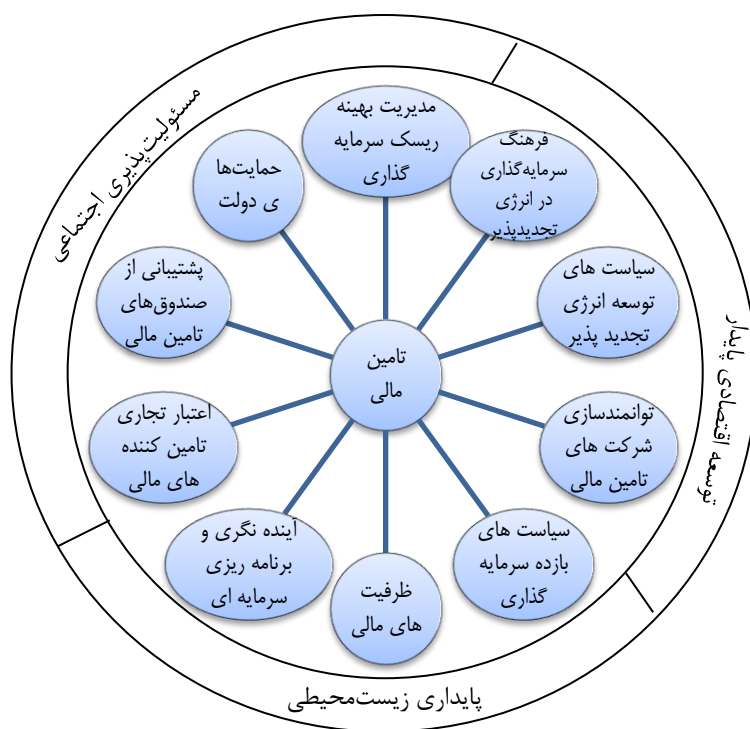 مسئولیت‌پذیری اجتماعی
توسعه اقتصادی پایدار
پایداری زیست‌محیطی
مدیریت بهینه
ریسک سرمایه
گذاری
فرهنگ
سرمایه‌گذاری
در انرژی
تجدیدپذیر
سیاست های
توسعه انرژی
تجدید پذیر
توانمندسازی
شرکت های
تامین مالی
سیاست های
بازده سرمایه
گذاری
ظرفیت
های مالی
آینده نگری و
برنامه ریزی
سرمایه ای
اعتبار تجاری
تامین کننده
های مالی
پشتیبانی از
صندوق‌های
تامین مالی
حمایت‌ها
ی دولت
تامین
مالی